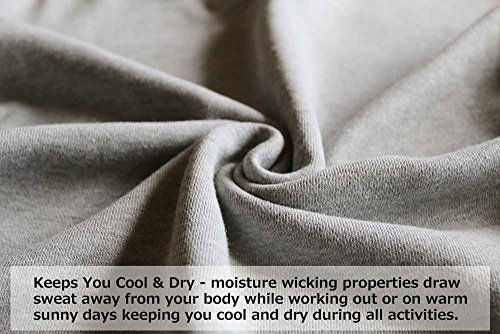 Keeps You Cool & Dry - moisture wicking properties draw
sweat away from your body while working out or on warm
sunny days keeping you cool and dry during all activities.